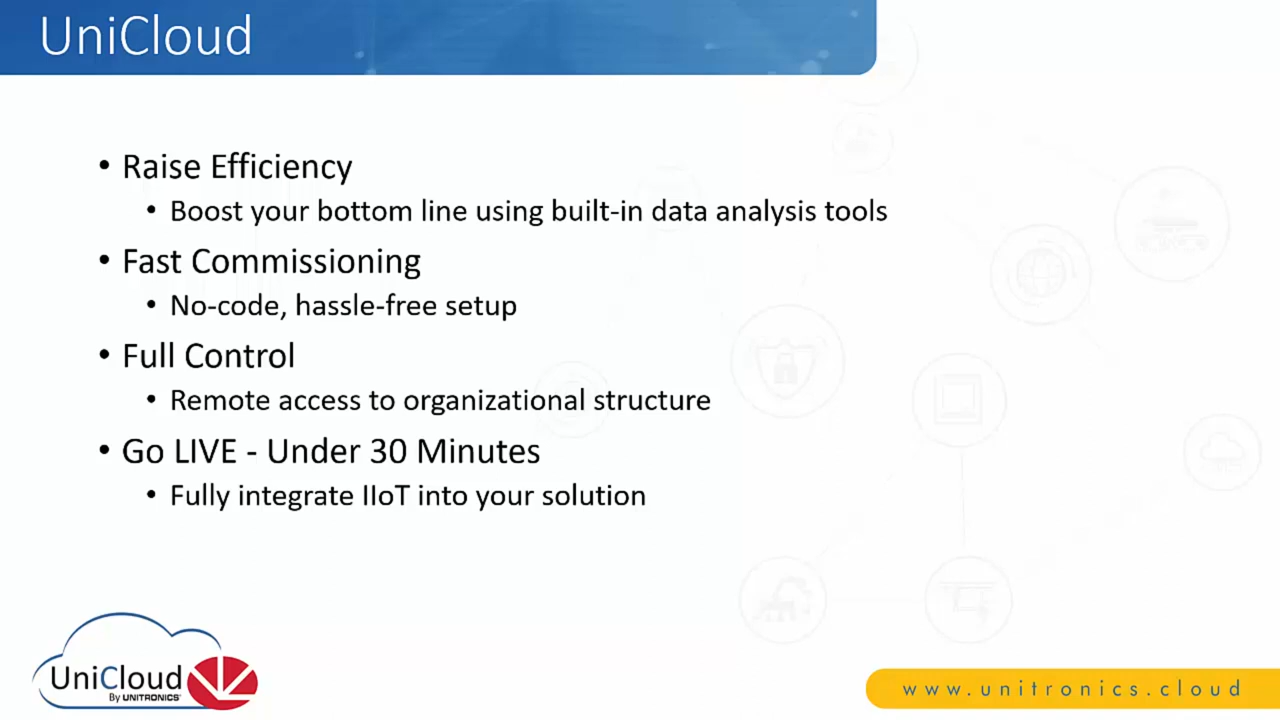 UniCloud
• Raise Efficiency
• Boost your bottom line using built-in data analysis tools
• Fast Commissioning
• No-code, hassle-free setup
• Full Control
• Remote access to organizational structure
• Go LIVE - Under 30 Minutes
• Fully integrate IIoT into your solution
UniCloud
By UNITRONICS
www.unitronics.cloud